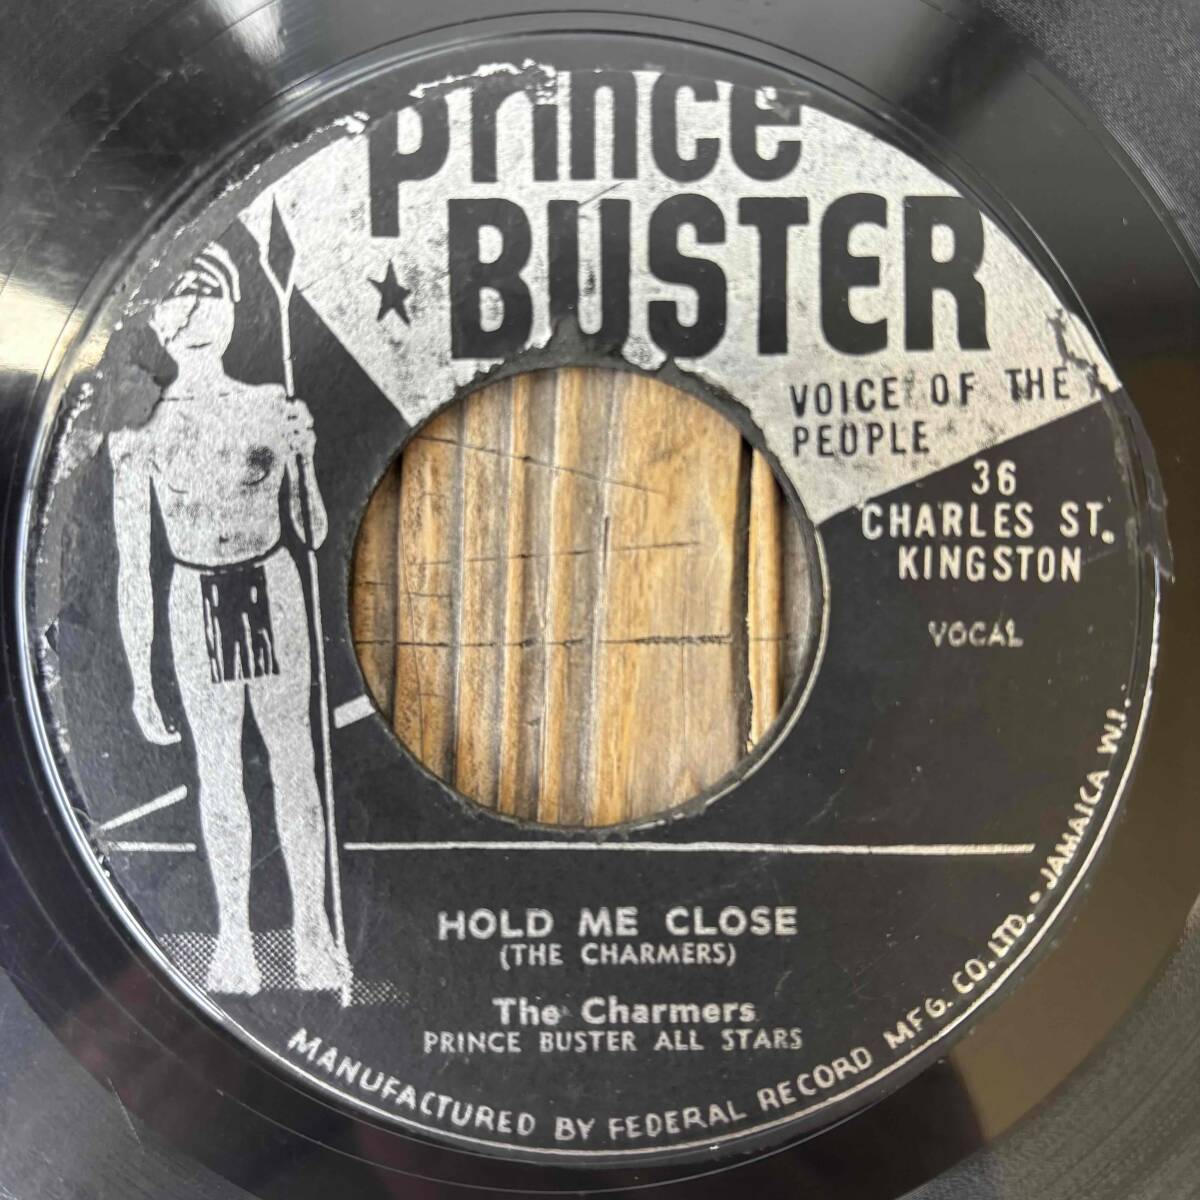 prince
BUSTER
VOICE OF THE
PEOPLE
36
CHARLES ST.
KINGSTON
VOCAL
HOLD ME CLOSE
(THE CHARMERS)
The Charmers
PRINCE BUSTER ALL STARS
MANUFACTURED BY FEDERAL RECORD MFG. CO. LTD. · JAMAICA W.I.